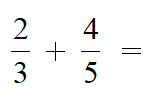 2/3 + 4/5 =